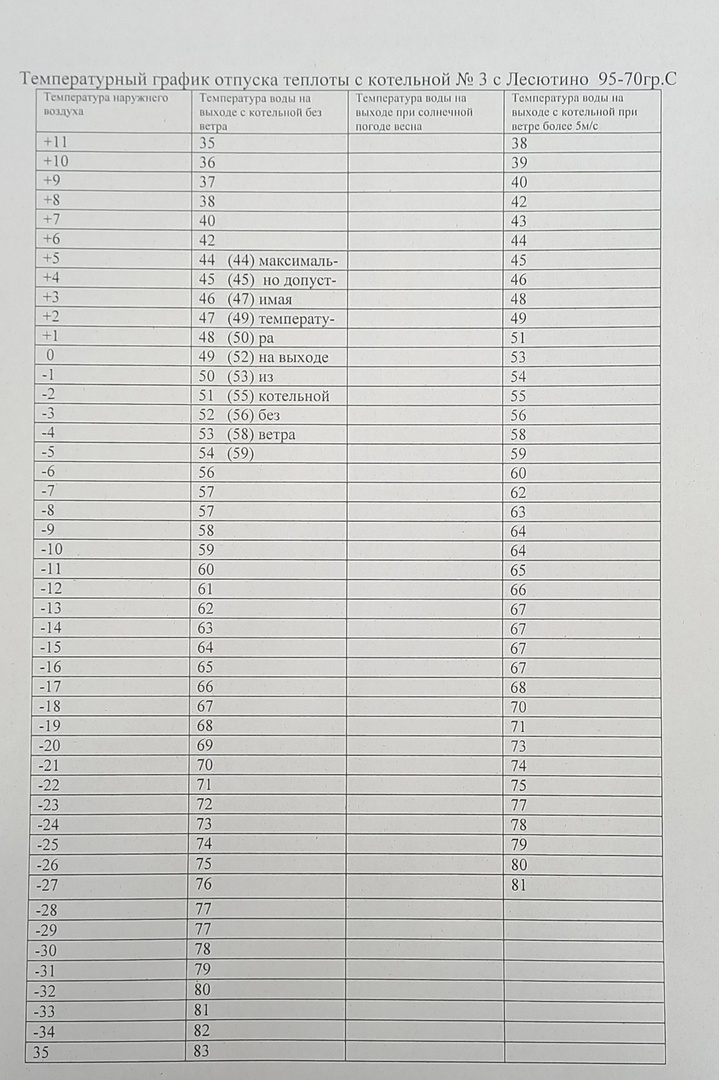 Температурный график отпуска теплоты с котельной № 3 с Лесютино 95-70гр.С
Температура наружнего воздуха | Температура воды на выходе с котельной без ветра | Температура воды на выходе при солнечной погоде весна | Температура воды на выходе с котельной при ветре более 5м/с
+11 35 38
+10 36 39
+9 37 40
+8 38 42
+7 40 43
+6 42 44
+5 44 (44) максималь- 45
+4 45 (45) но допуст- 46
+3 46 (47) имая 48
+2 47 (49) температу- 49
+1 48 (50) ра 51
0 49 (52) на выходе 53
-1 50 (53) из 54
-2 51 (55) котельной 55
-3 52 (56) без 56
-4 53 (58) ветра 58
-5 54 (59) 59
-6 56 60
-7 57 62
-8 57 63
-9 58 64
-10 59 64
-11 60 65
-12 61 66
-13 62 67
-14 63 67
-15 64 67
-16 65 67
-17 66 68
-18 67 70
-19 68 71
-20 69 73
-21 70 74
-22 71 75
-23 72 77
-24 73 78
-25 74 79
-26 75 80
-27 76 81
-28 77
-29 77
-30 78
-31 79
-32 80
-33 81
-34 82
35 83